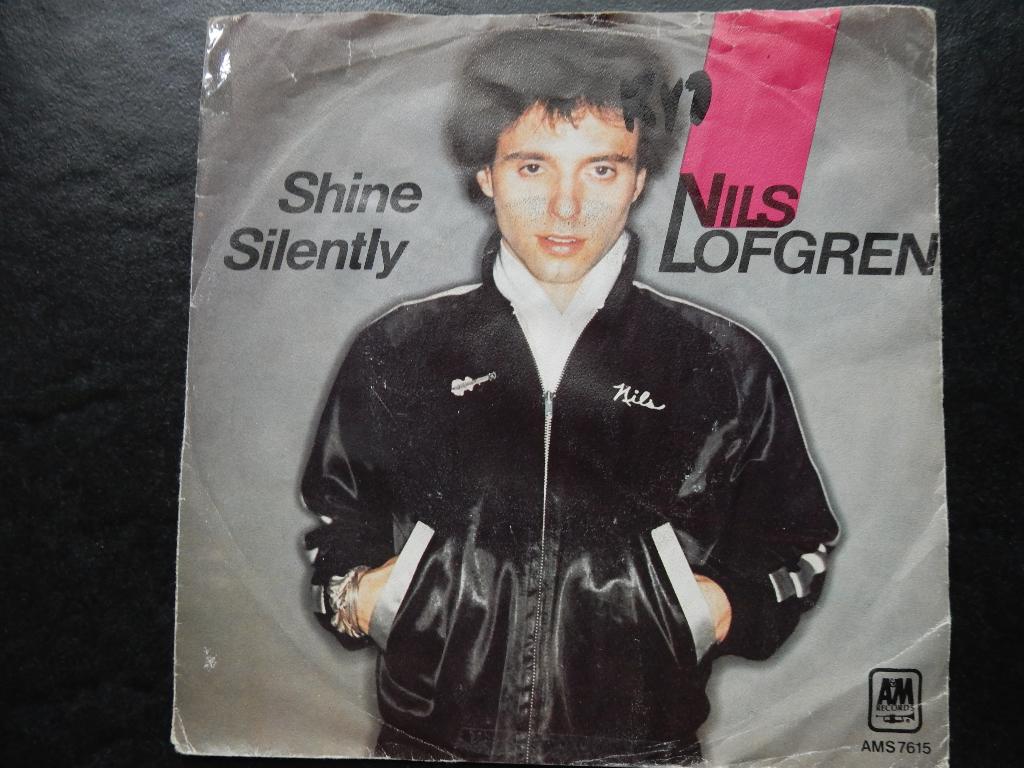 Shine
Silently
NILS
LOFGREN
Nils
A&M
RECORDS
AMS 7615